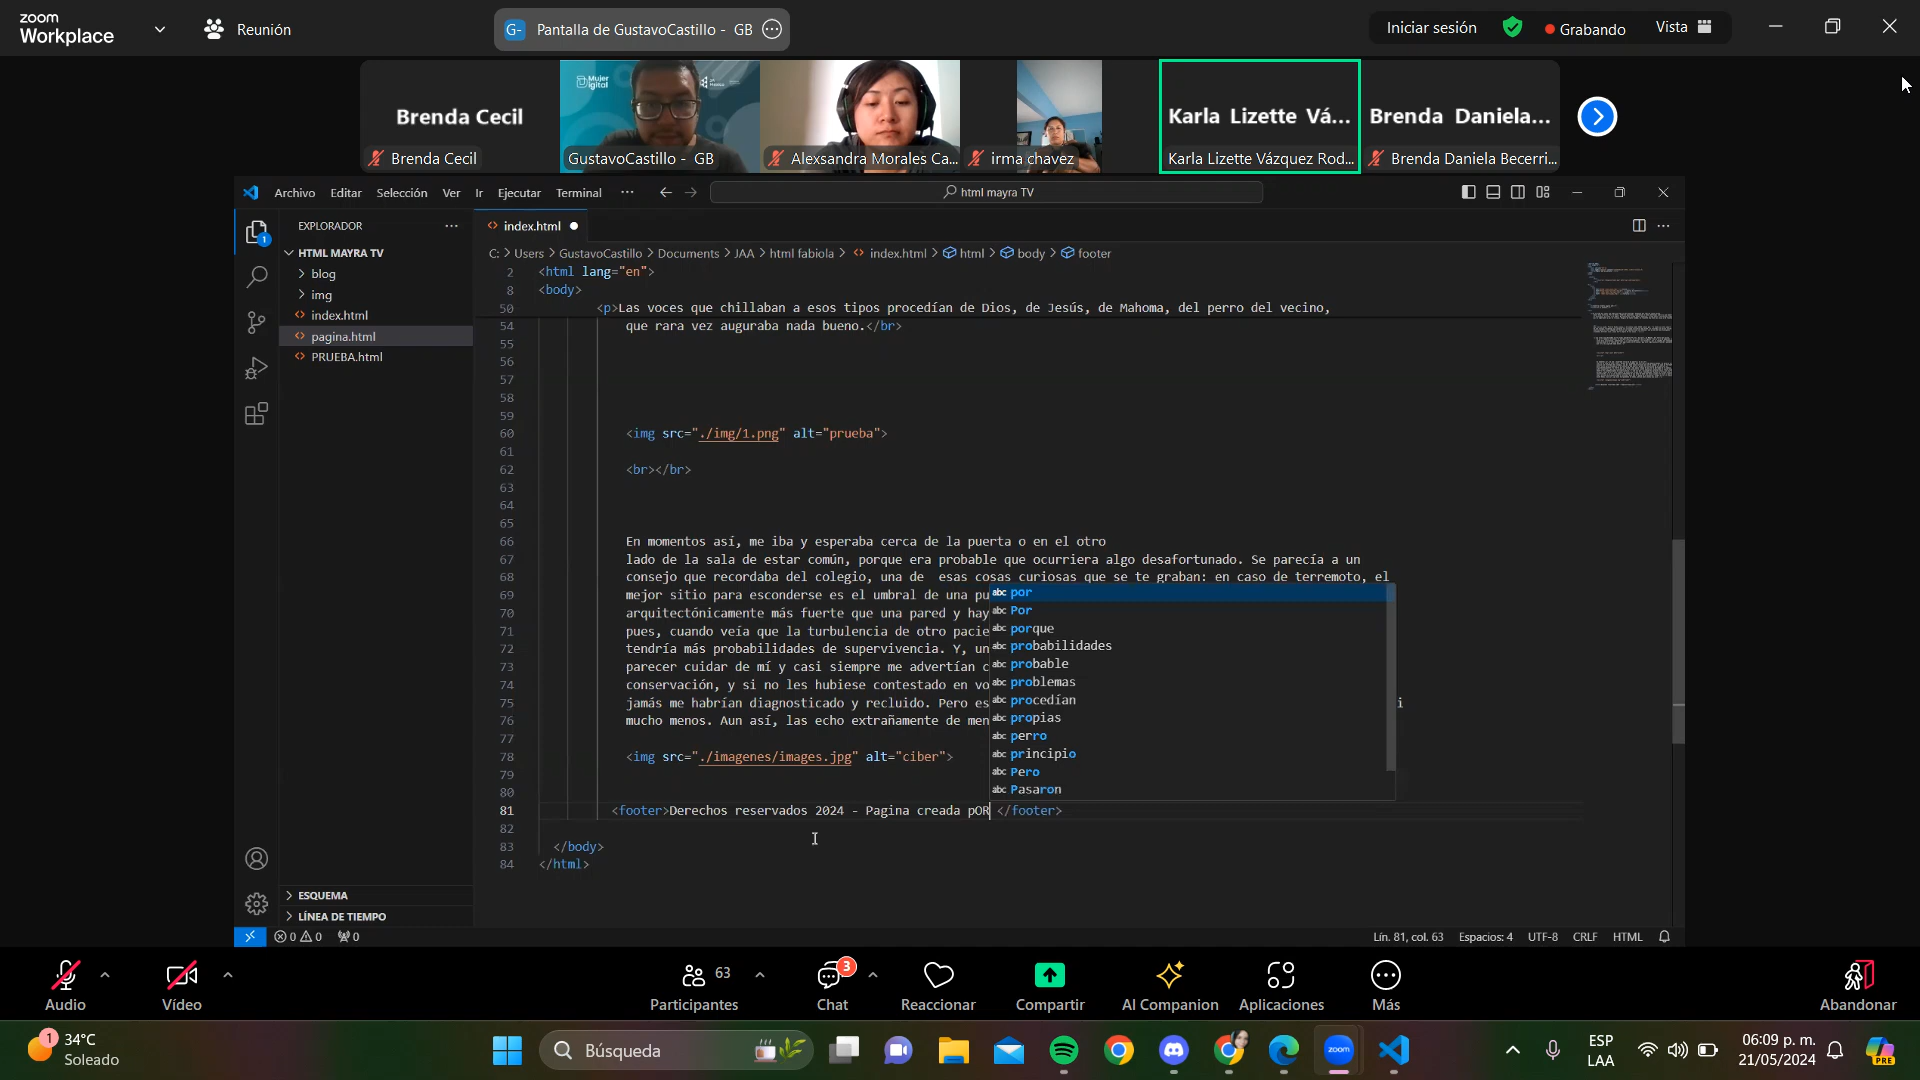 zoom
Workplace
Reunión
G- Pantalla de GustavoCastillo - GB
Iniciar sesión
Grabando
Vista
Brenda Cecil
Brenda Cecil
Mujer
Digital
GustavoCastillo - GB
Alexsandra Morales Ca...
irma chavez
Karla Lizette Vá...
Karla Lizette Vázquez Rod...
Brenda Daniela...
Brenda Daniela Becerri...
Archivo Editar Selección Ver Ir Ejecutar Terminal ···
html mayra TV
EXPLORADOR ···
index.html
C: > Users > GustavoCastillo > Documents > JAA > html fabiola > index.html > html > body > footer
1
HTML MAYRA TV
blog
img
index.html
pagina.html
PRUEBA.html
ESQUEMA
LÍNEA DE TIEMPO
2 <html lang="en">
8 <body>
50 <p>Las voces que chillaban a esos tipos procedían de Dios, de Jesús, de Mahoma, del perro del vecino,
54 que rara vez auguraba nada bueno.</br>
55
56
57
58
59
60 <img src="./img/1.png" alt="prueba">
61
62 <br></br>
63
64
65
66 En momentos así, me iba y esperaba cerca de la puerta o en el otro
67 lado de la sala de estar común, porque era probable que ocurriera algo desafortunado. Se parecía a un
68 consejo que recordaba del colegio, una de  esas cosas curiosas que se te graban: en caso de terremoto, el
69 mejor sitio para esconderse es el umbral de una pu
70 arquitectónicamente más fuerte que una pared y hay
71 pues, cuando veía que la turbulencia de otro pacie
72 tendría más probabilidades de supervivencia. Y, un
73 parecer cuidar de mí y casi siempre me advertían c
74 conservación, y si no les hubiese contestado en vo
75 jamás me habrían diagnosticado y recluido. Pero es i
76 mucho menos. Aun así, las echo extrañamente de men
77
78 <img src="./imagenes/images.jpg" alt="ciber">
79
80
81 <footer>Derechos reservados 2024 - Pagina creada pOR </footer>
82
83 </body>
84 </html>
abc por
abc Por
abc porque
abc probabilidades
abc probable
abc problemas
abc procedían
abc propias
abc perro
abc principio
abc Pero
abc Pasaron
0 0 0
Lín. 81, col. 63 Espacios: 4 UTF-8 CRLF HTML
Audio
Vídeo
63
Participantes
3
Chat
Reaccionar
Compartir
AI Companion
Aplicaciones
Más
Abandonar
1
34°C
Soleado
Búsqueda
zoom
ESP
LAA
06:09 p. m.
21/05/2024
PRE